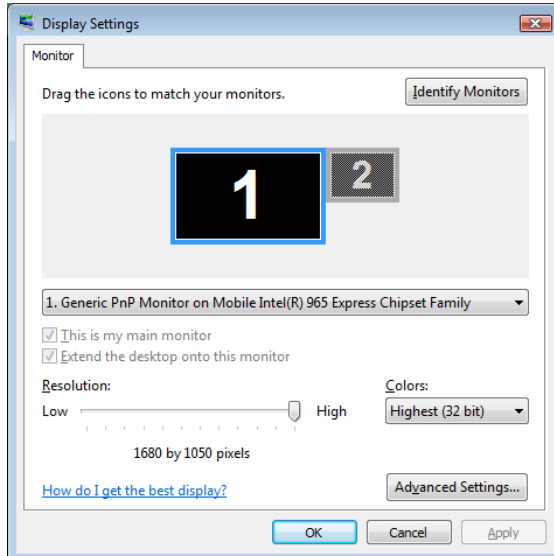 Display Settings
Monitor
Drag the icons to match your monitors.
Identify Monitors
1
2
1. Generic PnP Monitor on Mobile Intel(R) 965 Express Chipset Family
This is my main monitor
Extend the desktop onto this monitor
Resolution:
Colors:
Low
High
Highest (32 bit)
1680 by 1050 pixels
How do I get the best display?
Advanced Settings...
OK
Cancel
Apply